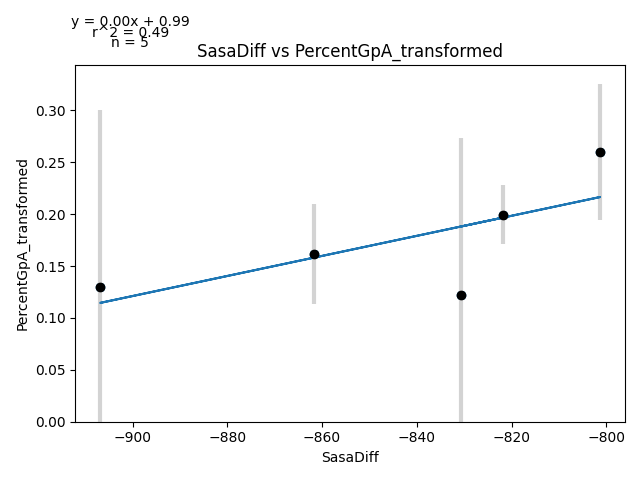 y = 0.00x + 0.99
r^2 = 0.49
n = 5
SasaDiff vs PercentGpA_transformed
0.30
0.25
0.20
0.15
0.10
0.05
0.00
PercentGpA_transformed
−900
−880
−860
−840
−820
−800
SasaDiff